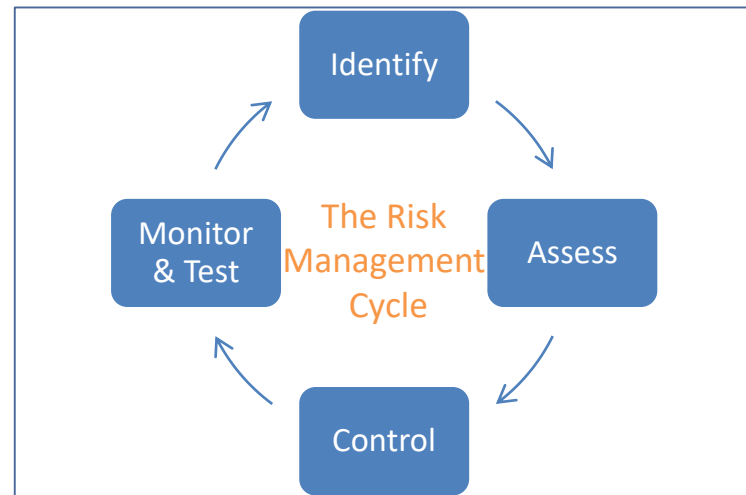 Identify
Assess
Control
Monitor
& Test
The Risk
Management
Cycle